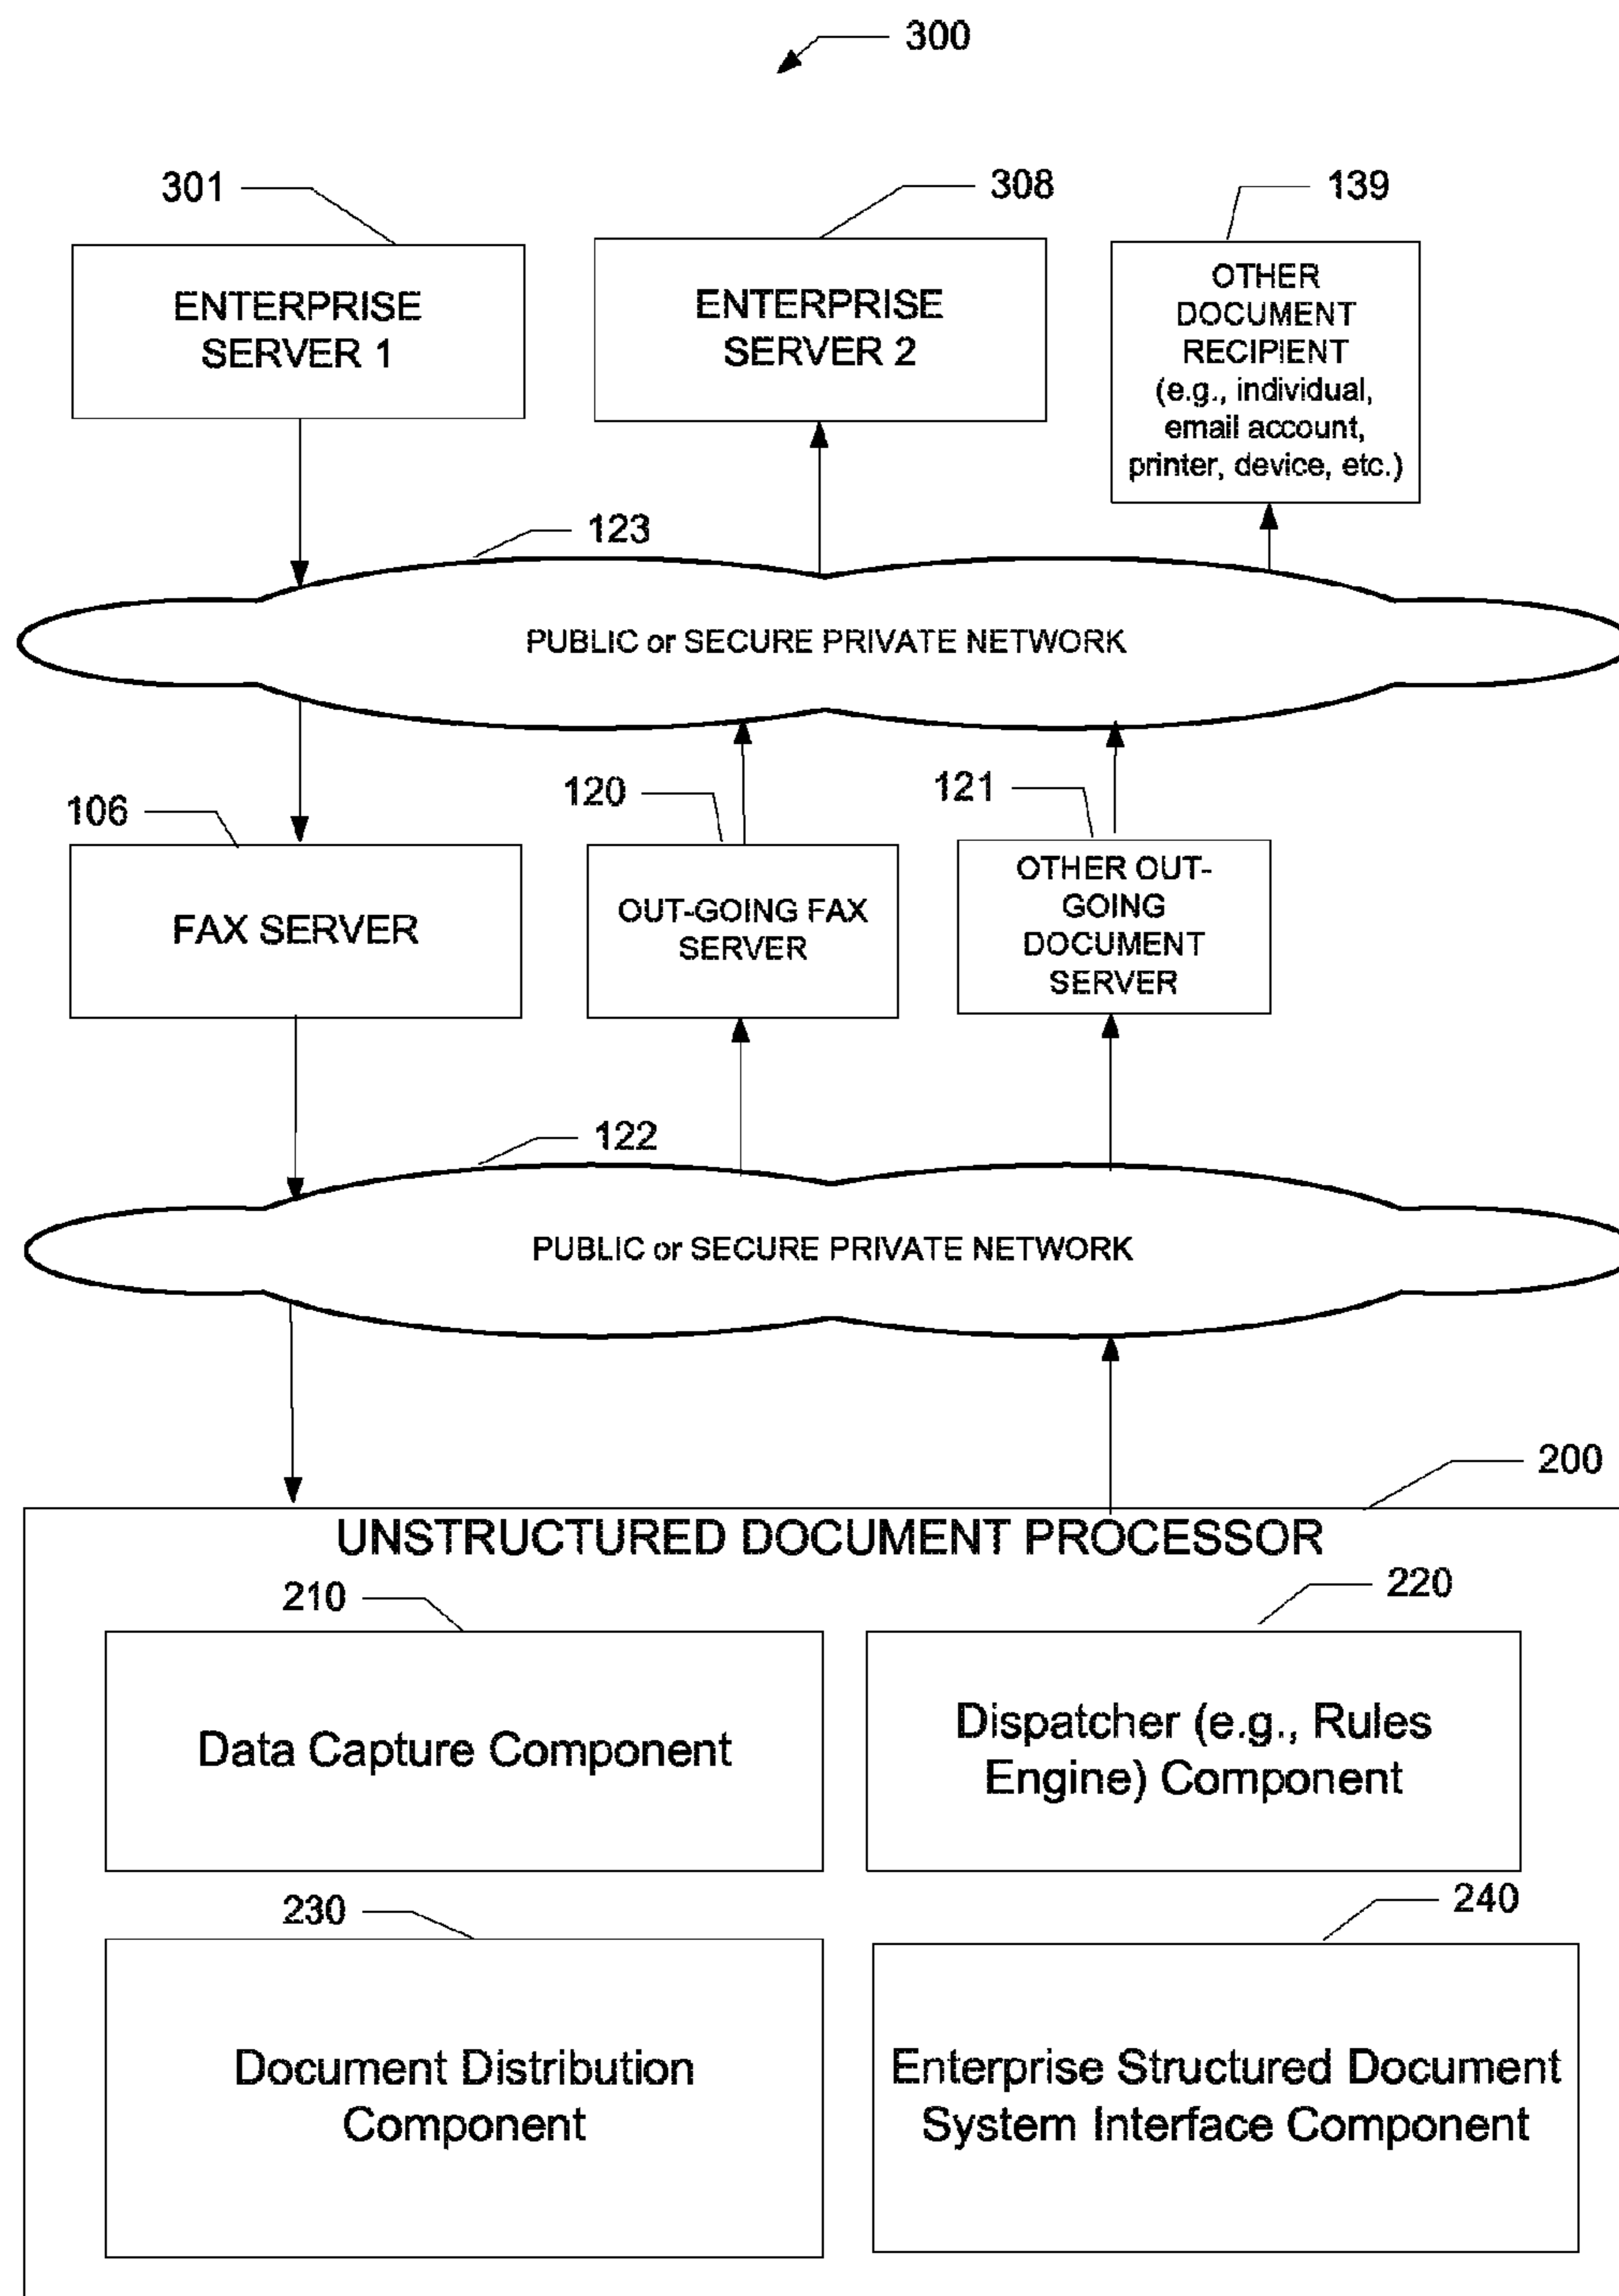 300
301
308
139
ENTERPRISE
SERVER 1
ENTERPRISE
SERVER 2
OTHER
DOCUMENT
RECIPIENT
(e.g., individual,
email account,
printer, device, etc.)
123
PUBLIC or SECURE PRIVATE NETWORK
106
120
121
FAX SERVER
OUT-GOING FAX
SERVER
OTHER OUT-
GOING
DOCUMENT
SERVER
122
PUBLIC or SECURE PRIVATE NETWORK
200
UNSTRUCTURED DOCUMENT PROCESSOR
210
220
Data Capture Component
Dispatcher (e.g., Rules
Engine) Component
230
240
Document Distribution
Component
Enterprise Structured Document
System Interface Component